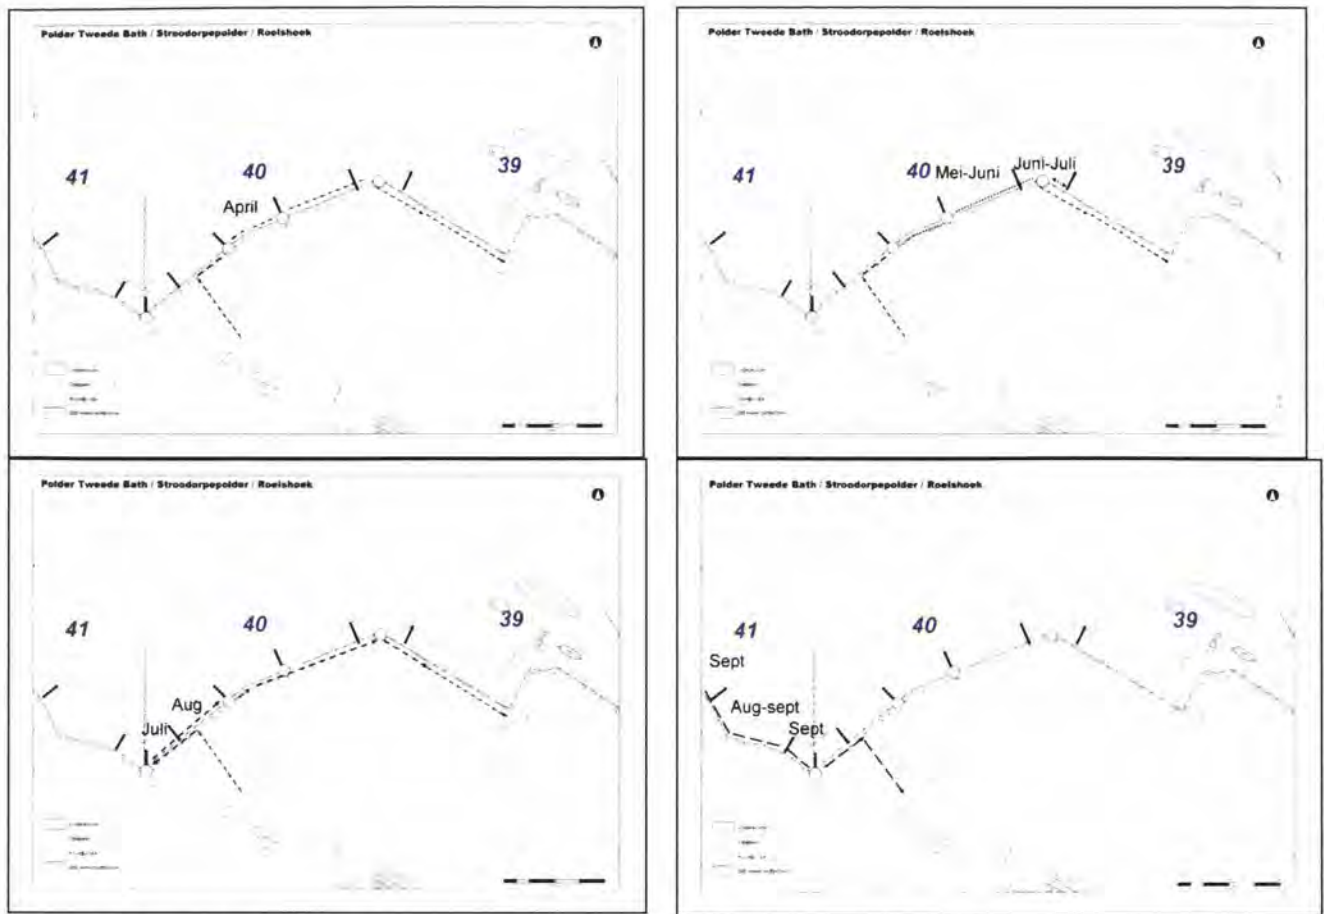 Polder Tweede Bath / Stroodorpepolder / Roelshoek
41
40
39
April
Polder Tweede Bath / Stroodorpepolder / Roelshoek
41
40
Mei-Juni
Juni-Juli
39
Polder Tweede Bath / Stroodorpepolder / Roelshoek
41
40
39
Aug
Juli
Polder Tweede Bath / Stroodorpepolder / Roelshoek
41
40
39
Sept
Aug-sept
Sept